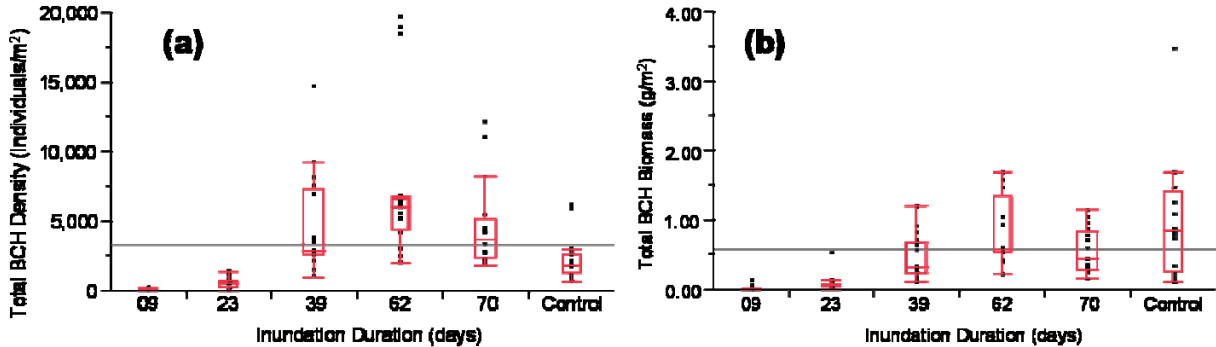 (a)
Total BCH Density (Individuals/m²)
20,000
15,000
10,000
5,000
0
09 23 39 62 70 Control
Inundation Duration (days)
(b)
Total BCH Biomass (g/m²)
4.00
3.00
2.00
1.00
0.00
09 23 39 62 70 Control
Inundation Duration (days)